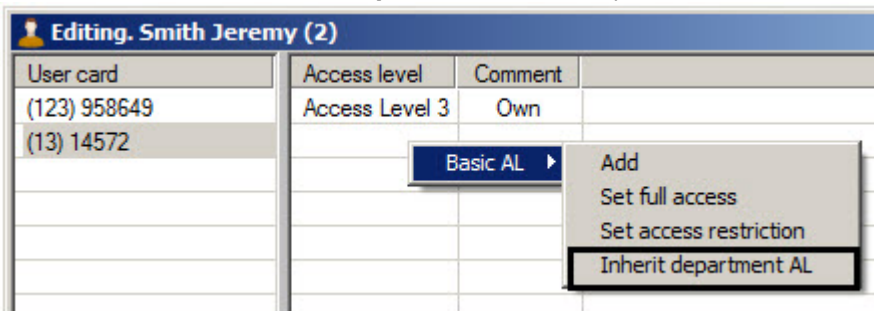 Editing. Smith Jeremy (2)
User card Access level Comment
(123) 958649 Access Level 3 Own
(13) 14572
Basic AL Add
Set full access
Set access restriction
Inherit department AL